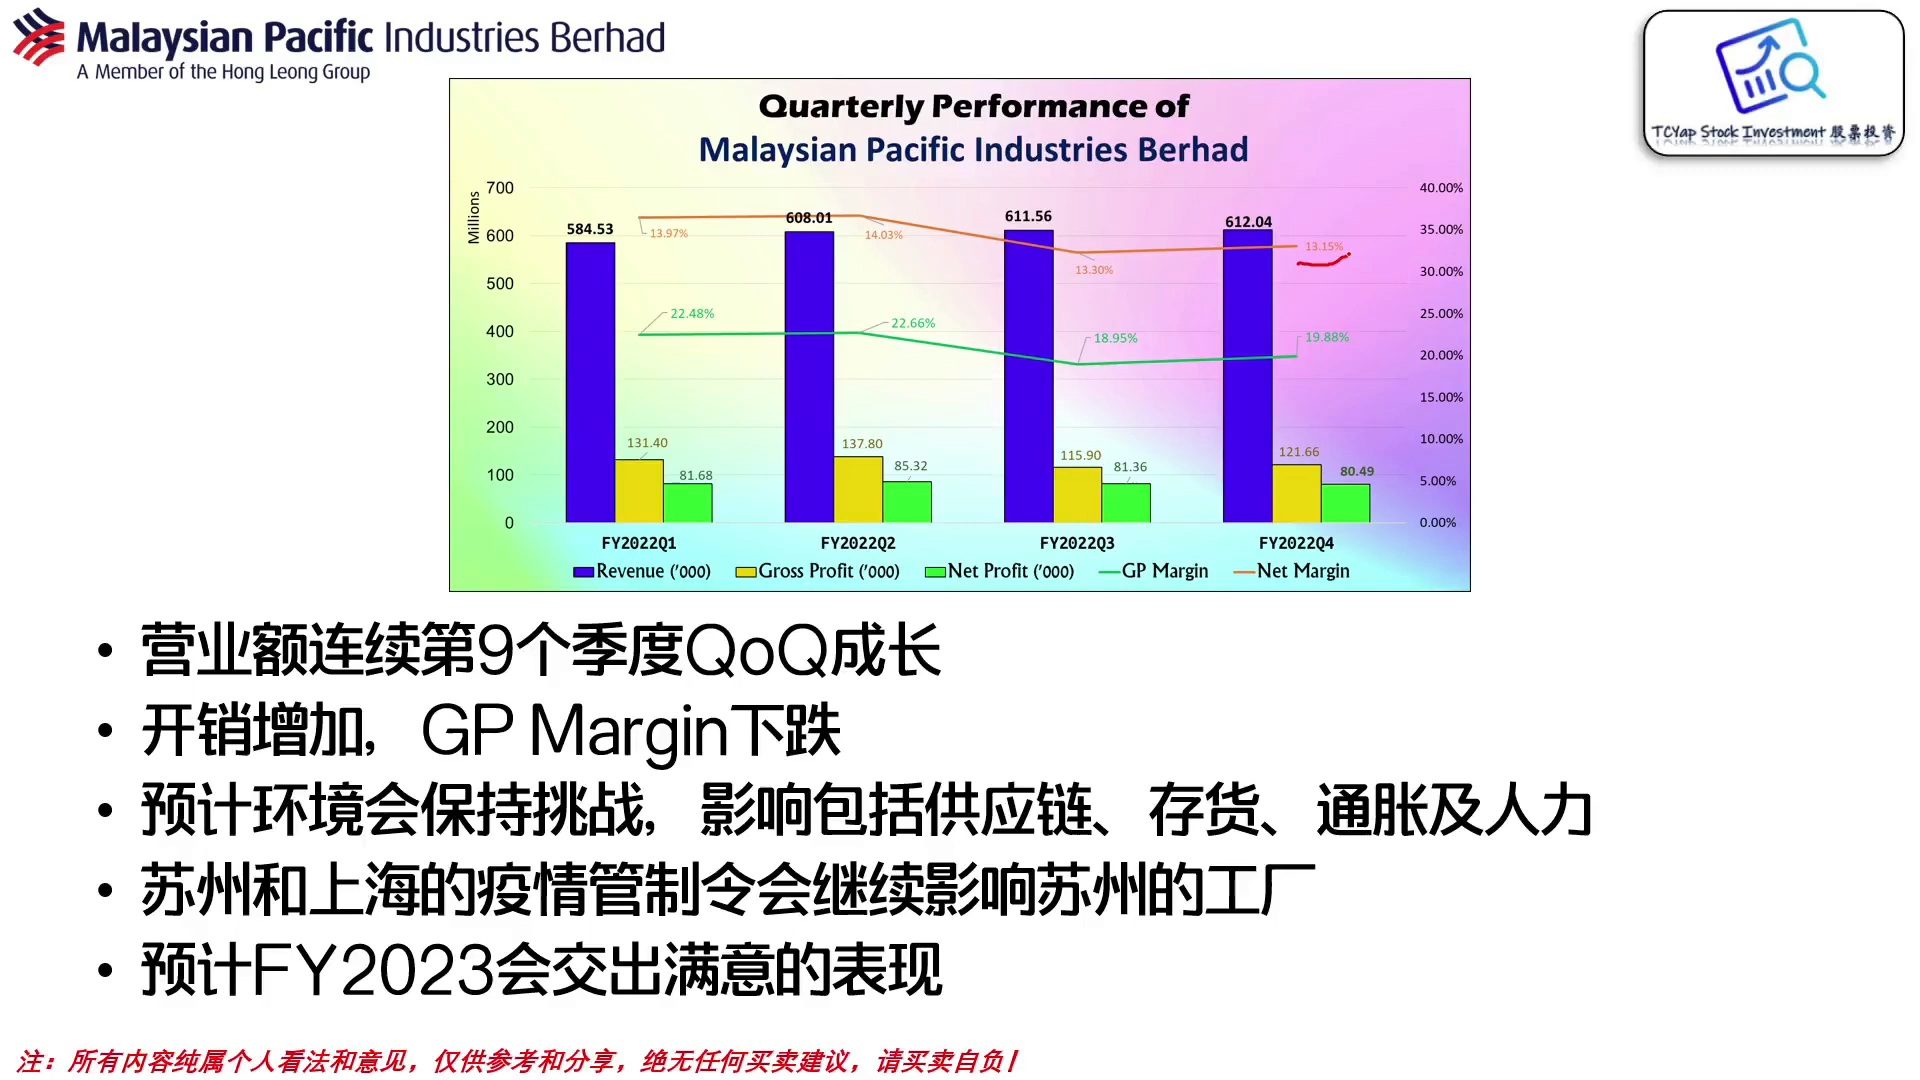 Malaysian Pacific Industries Berhad
A Member of the Hong Leong Group
TCYap Stock Investment 股票投资
Quarterly Performance of
Malaysian Pacific Industries Berhad
Millions
700
600
500
400
300
200
100
0
40.00%
35.00%
30.00%
25.00%
20.00%
15.00%
10.00%
5.00%
0.00%
584.53
608.01
611.56
612.04
13.97%
14.03%
13.30%
13.15%
22.48%
22.66%
18.95%
19.88%
131.40
81.68
137.80
85.32
115.90
81.36
121.66
80.49
FY2022Q1 FY2022Q2 FY2022Q3 FY2022Q4
Revenue ('000) Gross Profit ('000) Net Profit ('000) GP Margin Net Margin
• 营业额连续第9个季度QoQ成长
• 开销增加，GP Margin下跌
• 预计环境会保持挑战，影响包括供应链、存货、通胀及人力
• 苏州和上海的疫情管制令会继续影响苏州的工厂
• 预计FY2023会交出满意的表现
注：所有内容纯属个人看法和意见，仅供参考和分享，绝无任何买卖建议，请买卖自负！